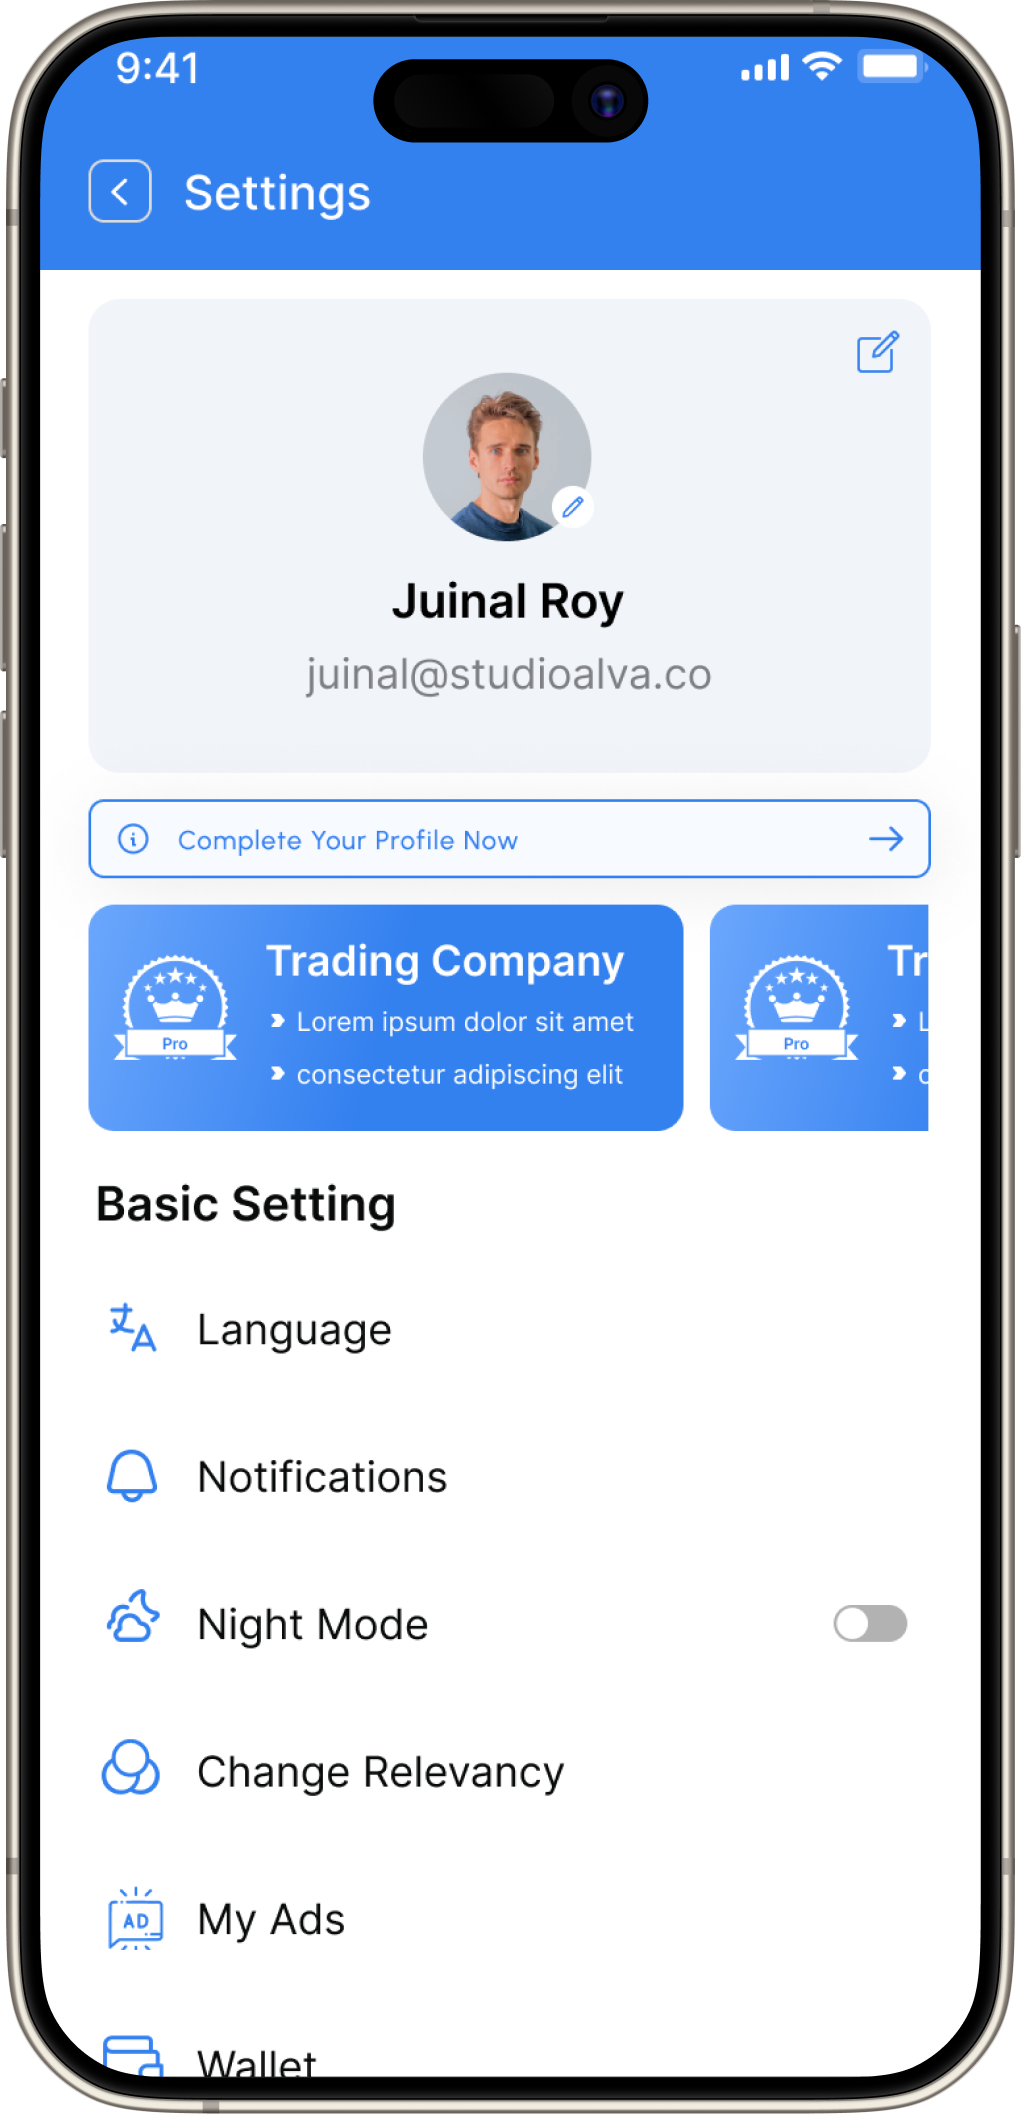 9:41
Settings
Juinal Roy
juinal@studioalva.co
Complete Your Profile Now
Trading Company
Lorem ipsum dolor sit amet
consectetur adipiscing elit
Pro
Tr
L
c
Pro
Basic Setting
Language
Notifications
Night Mode
Change Relevancy
AD
My Ads
Wallet